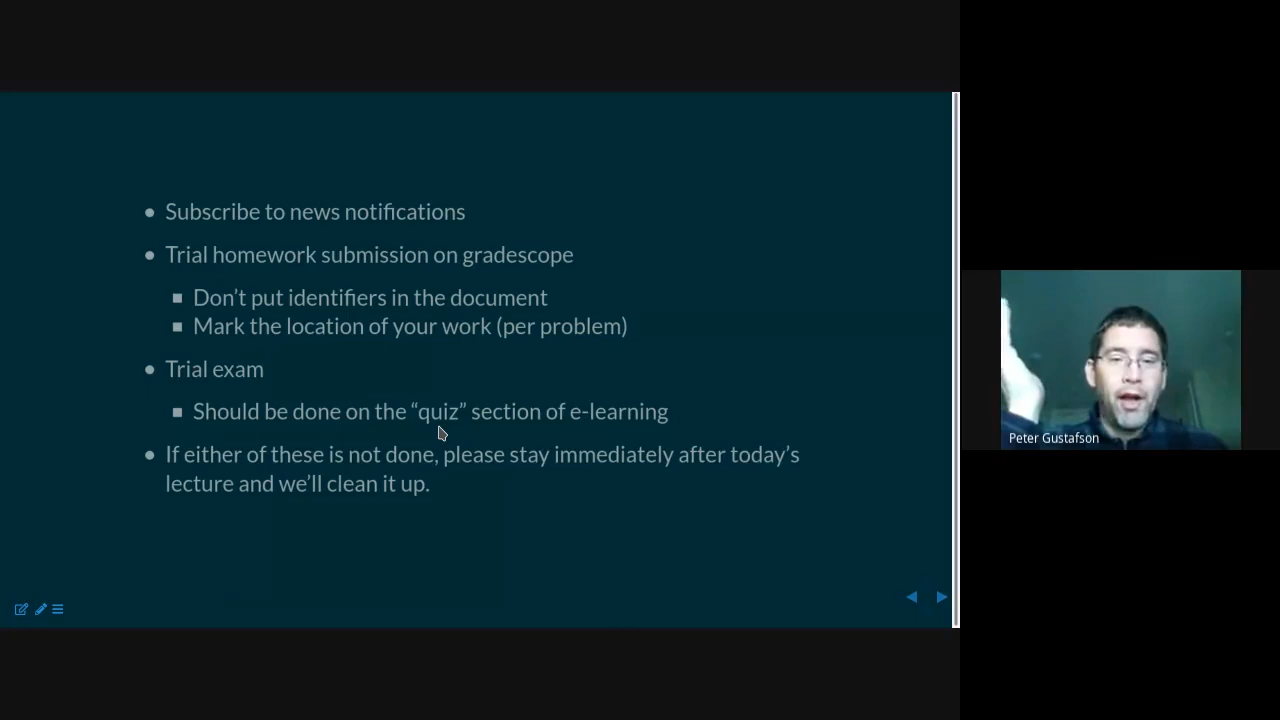 • Subscribe to news notifications
• Trial homework submission on gradescope
▪ Don’t put identifiers in the document
▪ Mark the location of your work (per problem)
• Trial exam
▪ Should be done on the “quiz” section of e-learning
• If either of these is not done, please stay immediately after today’s
lecture and we’ll clean it up.
Peter Gustafson